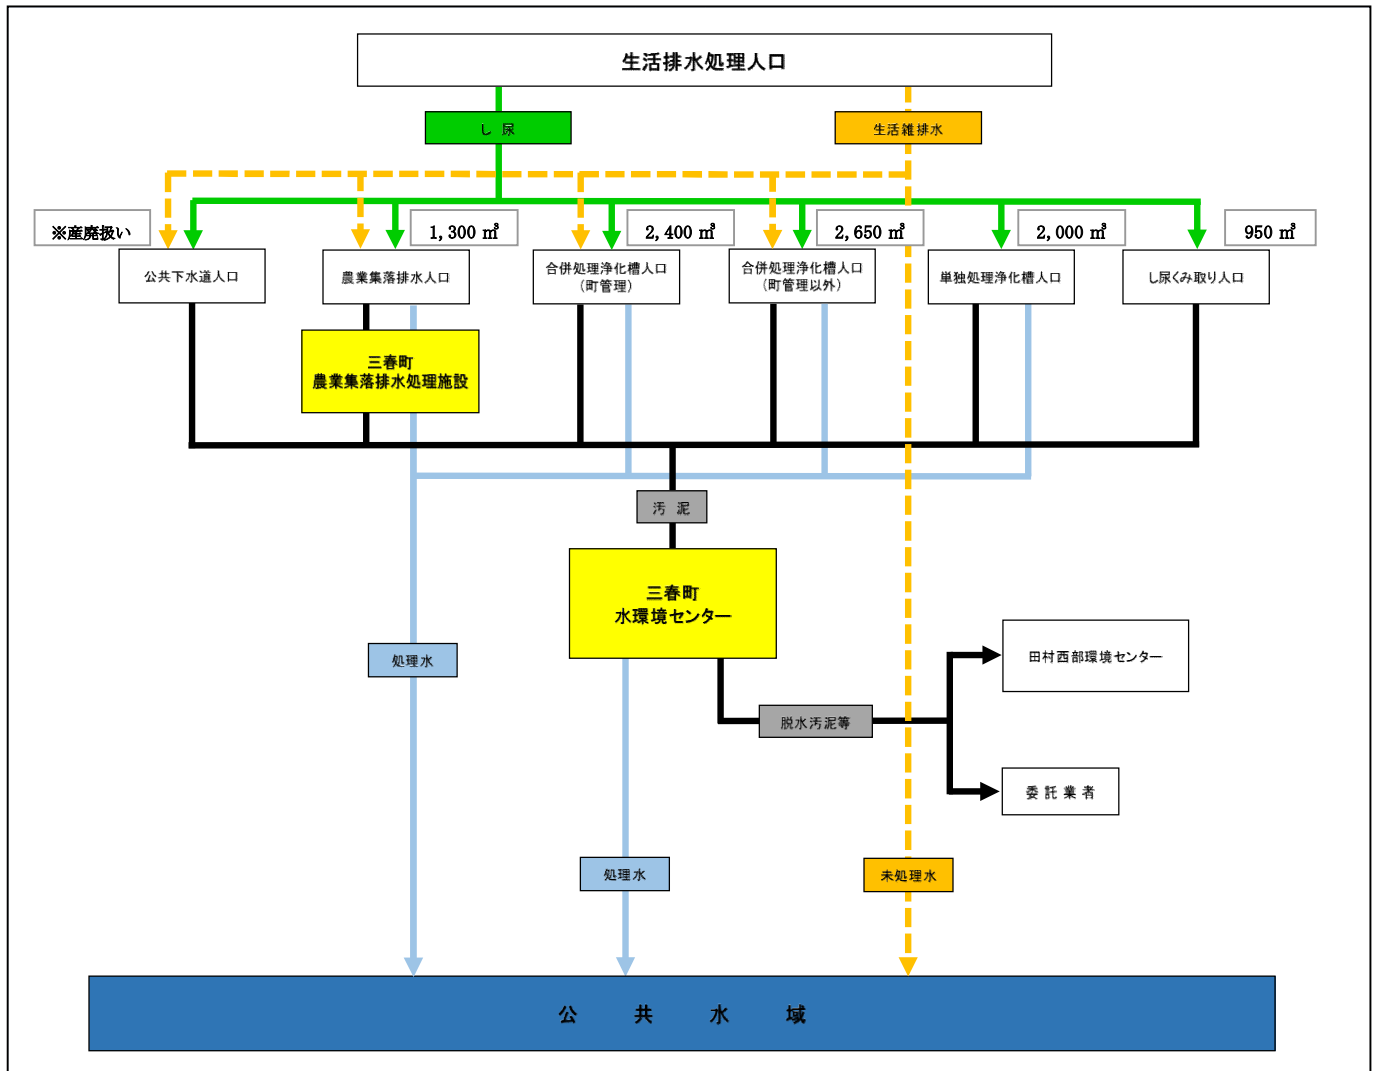 生活排水処理人口
し 尿
生活雑排水
※産廃扱い
1,300 ㎥
2,400 ㎥
2,650 ㎥
2,000 ㎥
950 ㎥
公共下水道人口
農業集落排水人口
合併処理浄化槽人口
(町管理)
合併処理浄化槽人口
(町管理以外)
単独処理浄化槽人口
し尿くみ取り人口
三春町
農業集落排水処理施設
汚 泥
三春町
水環境センター
処理水
田村西部環境センター
脱水汚泥等
委 託 業 者
処理水
未処理水
公 共 水 域